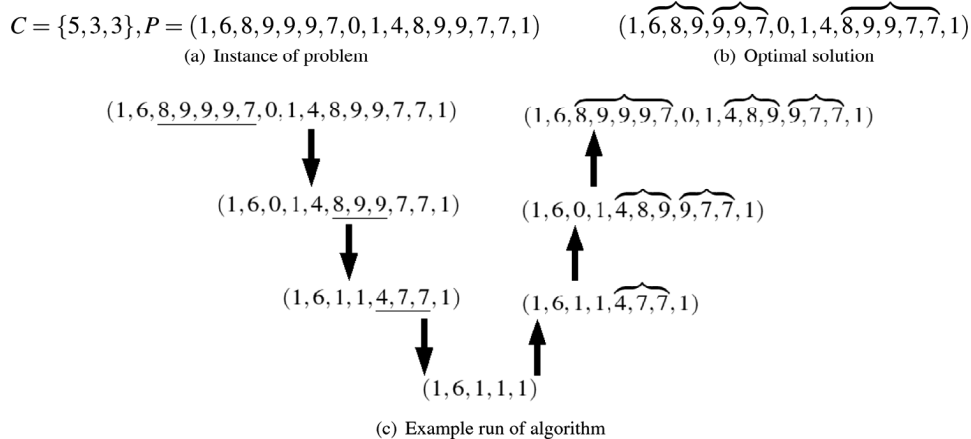 C = {5,3,3}, P = (1,6,8,9,9,9,7,0,1,4,8,9,9,7,7,1)
(a) Instance of problem
(1,6,8,9,9,9,7,0,1,4,8,9,9,7,7,1)
(b) Optimal solution
(1,6,8,9,9,9,7,0,1,4,8,9,9,7,7,1)
(1,6,0,1,4,8,9,9,7,7,1)
(1,6,1,1,4,7,7,1)
(1,6,1,1,1)
(1,6,1,1,4,7,7,1)
(1,6,0,1,4,8,9,9,7,7,1)
(1,6,8,9,9,9,7,0,1,4,8,9,9,7,7,1)
(c) Example run of algorithm